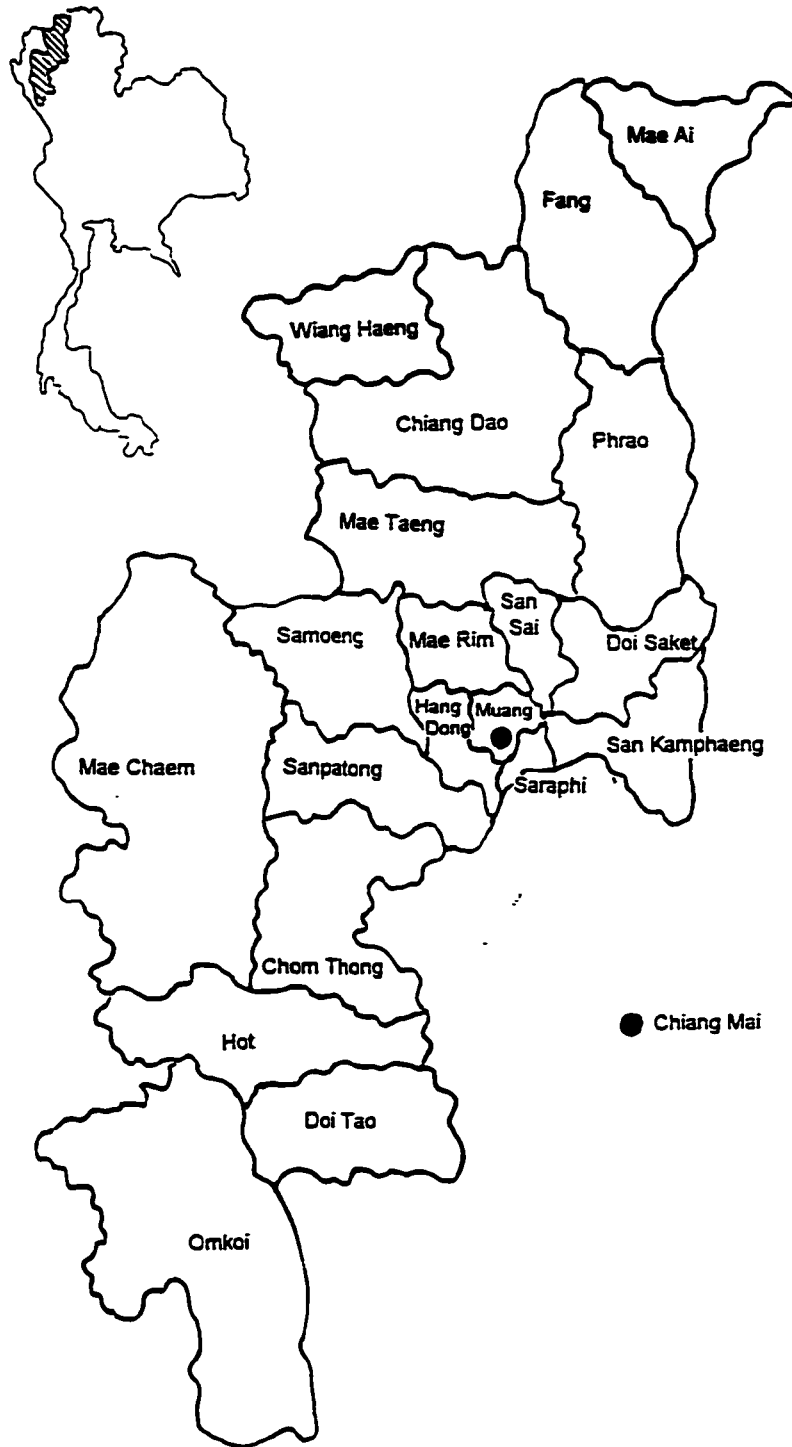 Mae Ai
Fang
Wiang Haeng
Chiang Dao
Phrao
Mae Taeng
San
Sai
Samoeng
Mae Rim
Doi Saket
Hang
Dong
Muang
San Kamphaeng
Mae Chaem
Sanpatong
Saraphi
Chom Thong
Chiang Mai
Hot
Doi Tao
Omkoi